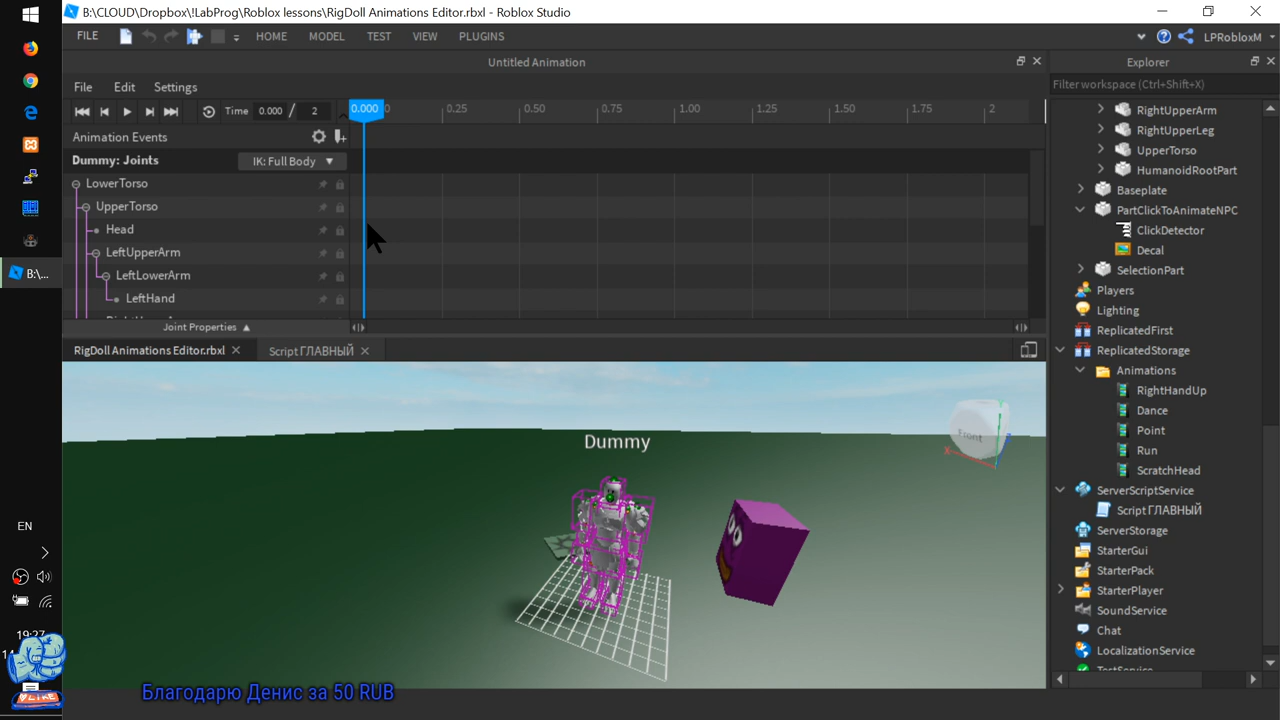 B:\CLOUD\Dropbox\!LabProg\Roblox lessons\RigDoll Animations Editor.rbxl - Roblox Studio
FILE HOME MODEL TEST VIEW PLUGINS LPRobloxM
Untitled Animation
Explorer
File Edit Settings
Filter workspace (Ctrl+Shift+X)
Time 0.000 / 2
0.000 0 0.25 0.50 0.75 1.00 1.25 1.50 1.75 2
Animation Events
Dummy: Joints IK: Full Body
LowerTorso
UpperTorso
Head
LeftUpperArm
LeftLowerArm
LeftHand
Joint Properties
RigDoll Animations Editor.rbxl
Script ГЛАВНЫЙ
Dummy
Front
X
RightUpperArm
RightUpperLeg
UpperTorso
HumanoidRootPart
Baseplate
PartClickToAnimateNPC
ClickDetector
Decal
SelectionPart
Players
Lighting
ReplicatedFirst
ReplicatedStorage
Animations
RightHandUp
Dance
Point
Run
ScratchHead
ServerScriptService
Script ГЛАВНЫЙ
ServerStorage
StarterGui
StarterPack
StarterPlayer
SoundService
Chat
LocalizationService
TestService
B:\...
EN
19:27
LIKE
Благодарю Денис за 50 RUB